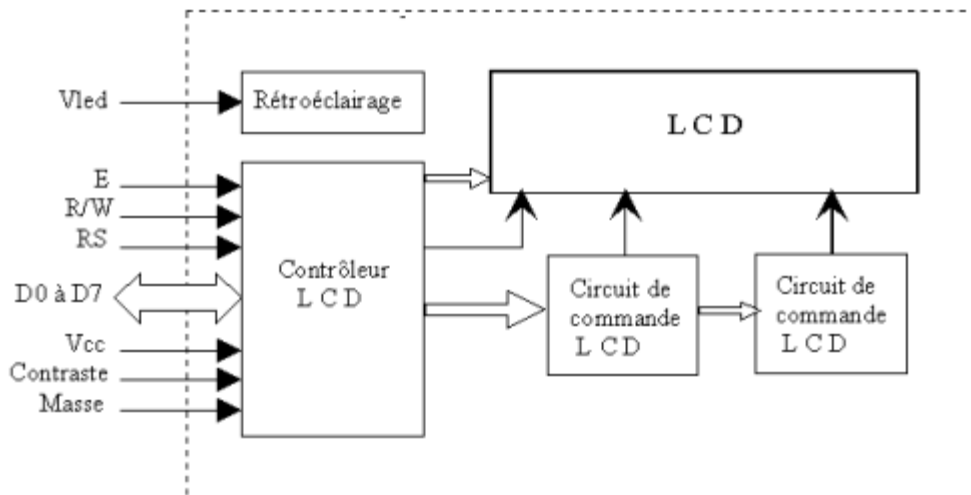 Vled
Rétroéclairage
L C D
E
R/W
RS
D0 à D7
Vcc
Contraste
Masse
Contrôleur
L C D
Circuit de
commande
L C D
Circuit de
commande
L C D